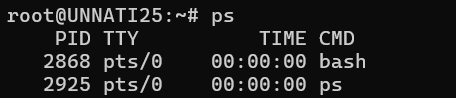 root@UNNATI25:~# ps
    PID TTY          TIME CMD
   2868 pts/0    00:00:00 bash
   2925 pts/0    00:00:00 ps